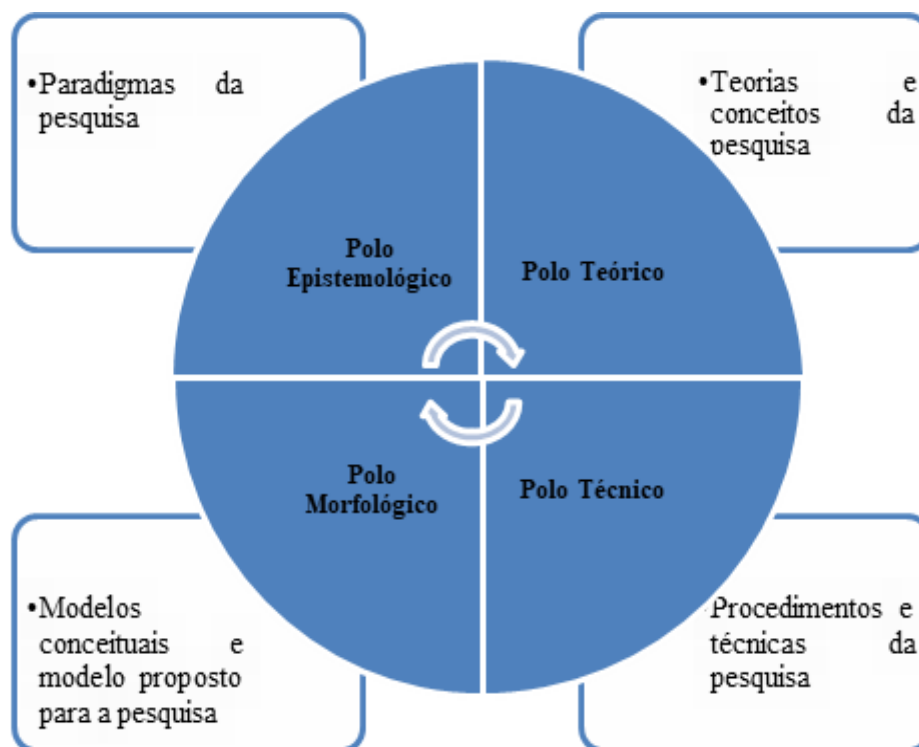 •Paradigmas da
pesquisa
•Teorias e
conceitos da
pesquisa
Polo
Epistemológico
Polo Teórico
Polo
Morfológico
Polo Técnico
•Modelos
conceituais e
modelo proposto
para a pesquisa
•Procedimentos e
técnicas da
pesquisa